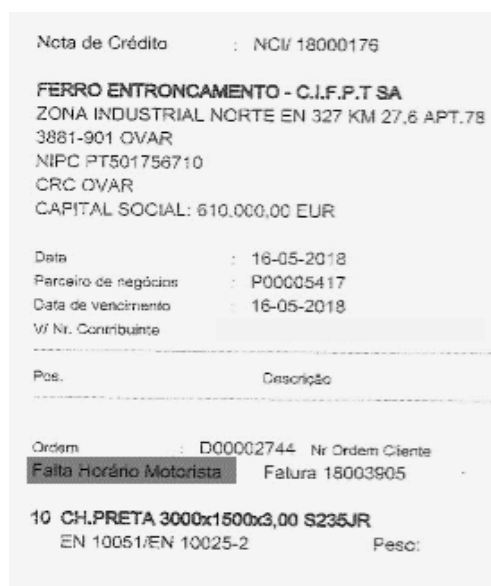 Nota de Crédito : NCI/ 18000176
FERRO ENTRONCAMENTO - C.I.F.P.T SA
ZONA INDUSTRIAL NORTE EN 327 KM 27,6 APT.78
3881-901 OVAR
NIPC PT501756710
CRC OVAR
CAPITAL SOCIAL: 610.000,00 EUR
Data : 16-05-2018
Parceiro de negócios : P00005417
Data de vencimento : 16-05-2018
V/ Nr. Contribuinte
Pos. Descrição
Ordem : D00002744 Nr Ordem Cliente
Falta Horário Motorista Fatura 18003905 -
10 CH.PRETA 3000x1500x3,00 S235JR
EN 10051/EN 10025-2 Peso: